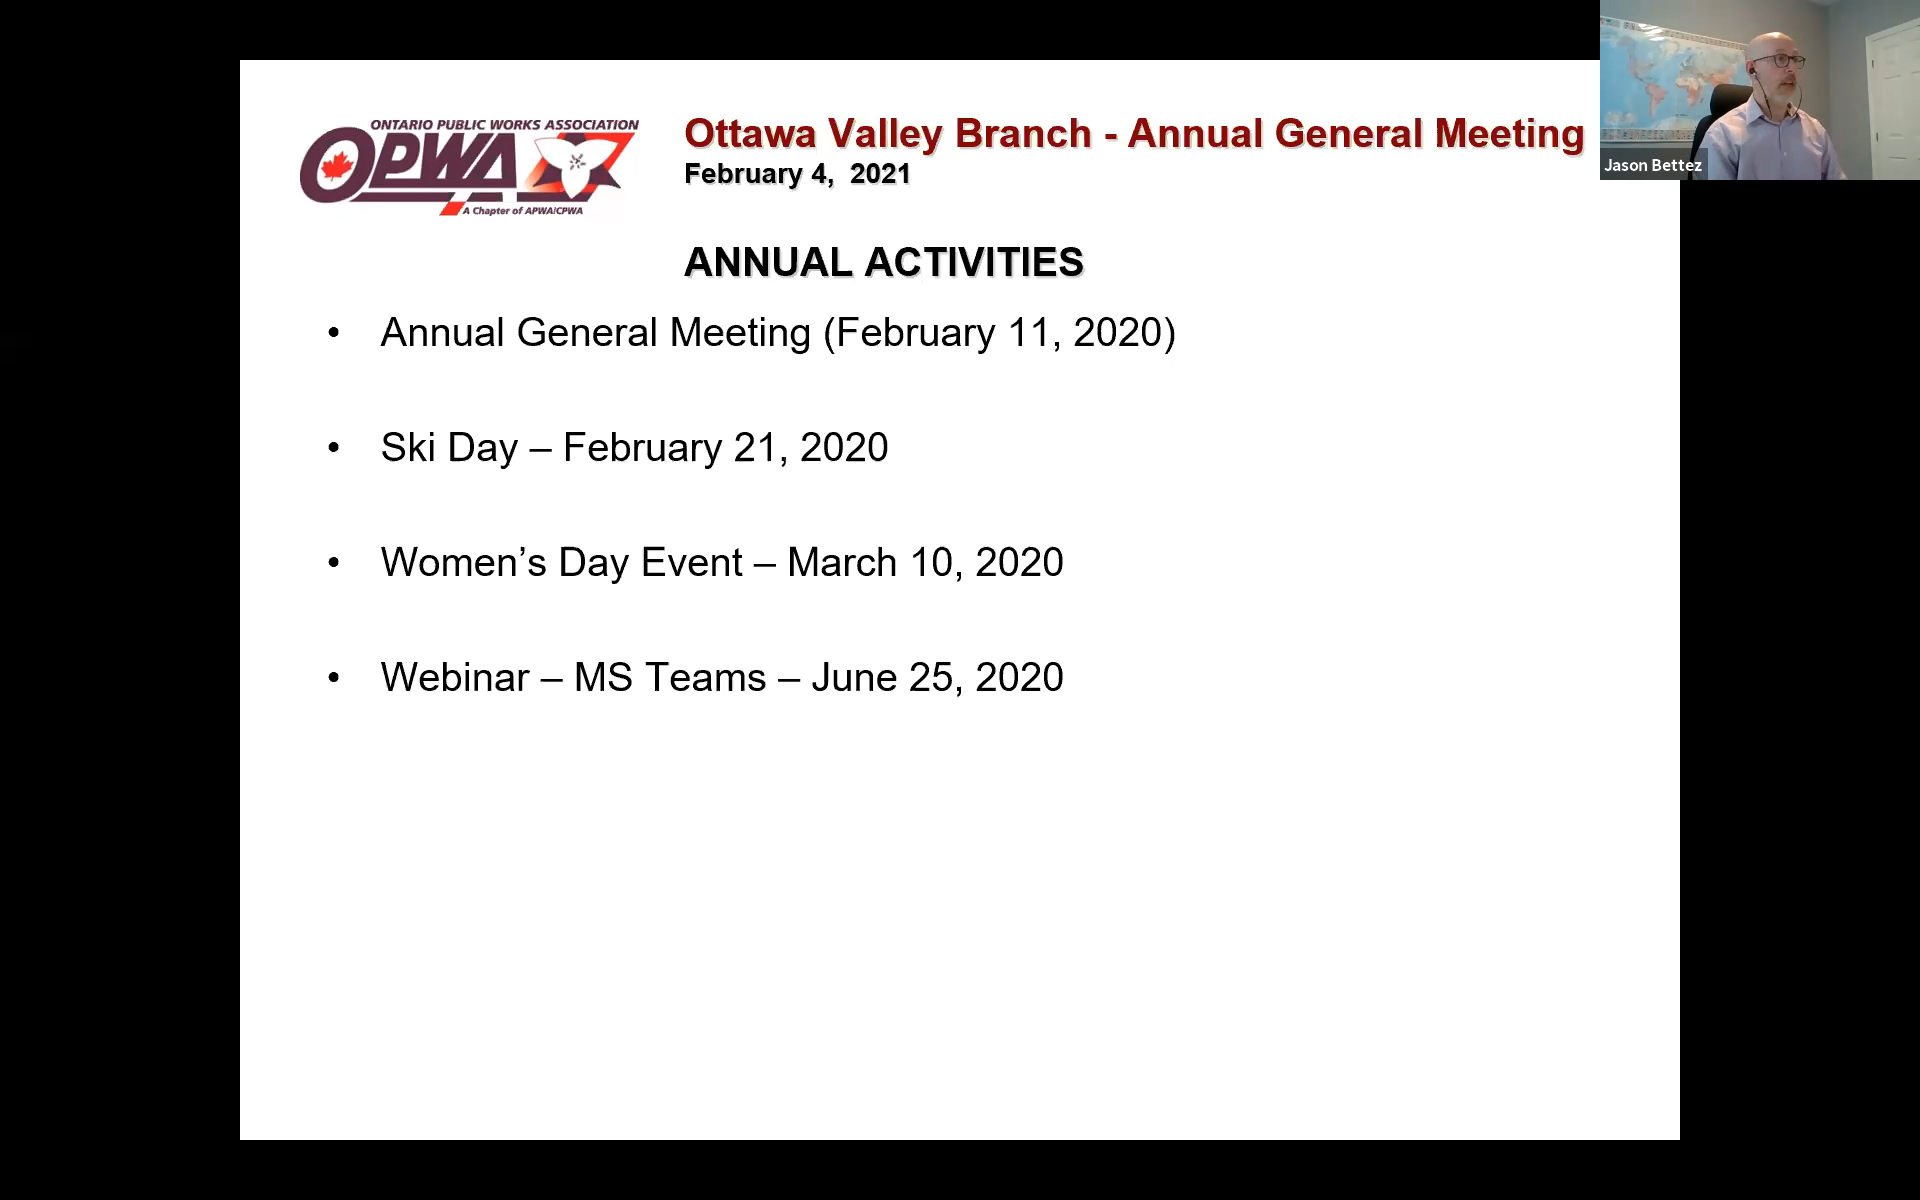 ONTARIO PUBLIC WORKS ASSOCIATION
OPWA
A Chapter of APWA/CPWA
Ottawa Valley Branch - Annual General Meeting
February 4, 2021
Jason Bettez
ANNUAL ACTIVITIES
• Annual General Meeting (February 11, 2020)
• Ski Day – February 21, 2020
• Women’s Day Event – March 10, 2020
• Webinar – MS Teams – June 25, 2020